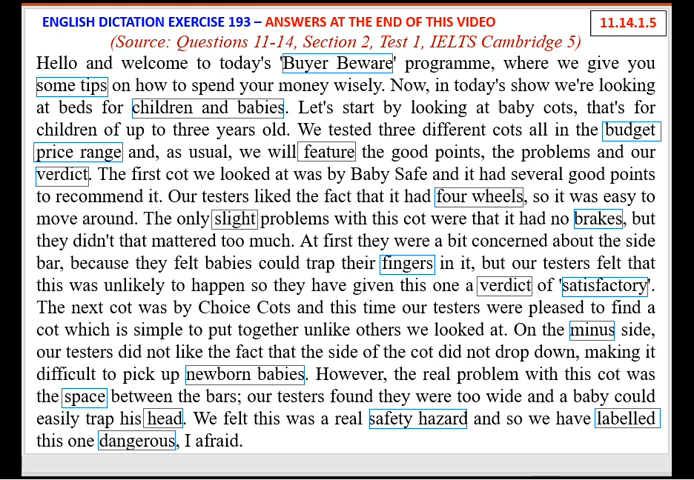 ENGLISH DICTATION EXERCISE 193 – ANSWERS AT THE END OF THIS VIDEO
11.14.1.5
(Source: Questions 11-14, Section 2, Test 1, IELTS Cambridge 5)
Hello and welcome to today's 'Buyer Beware' programme, where we give you
some tips on how to spend your money wisely. Now, in today's show we're looking
at beds for children and babies. Let's start by looking at baby cots, that's for
children of up to three years old. We tested three different cots all in the budget
price range and, as usual, we will feature the good points, the problems and our
verdict. The first cot we looked at was by Baby Safe and it had several good points
to recommend it. Our testers liked the fact that it had four wheels, so it was easy to
move around. The only slight problems with this cot were that it had no brakes, but
they didn't that mattered too much. At first they were a bit concerned about the side
bar, because they felt babies could trap their fingers in it, but our testers felt that
this was unlikely to happen so they have given this one a verdict of 'satisfactory'.
The next cot was by Choice Cots and this time our testers were pleased to find a
cot which is simple to put together unlike others we looked at. On the minus side,
our testers did not like the fact that the side of the cot did not drop down, making it
difficult to pick up newborn babies. However, the real problem with this cot was
the space between the bars; our testers found they were too wide and a baby could
easily trap his head. We felt this was a real safety hazard and so we have labelled
this one dangerous, I afraid.